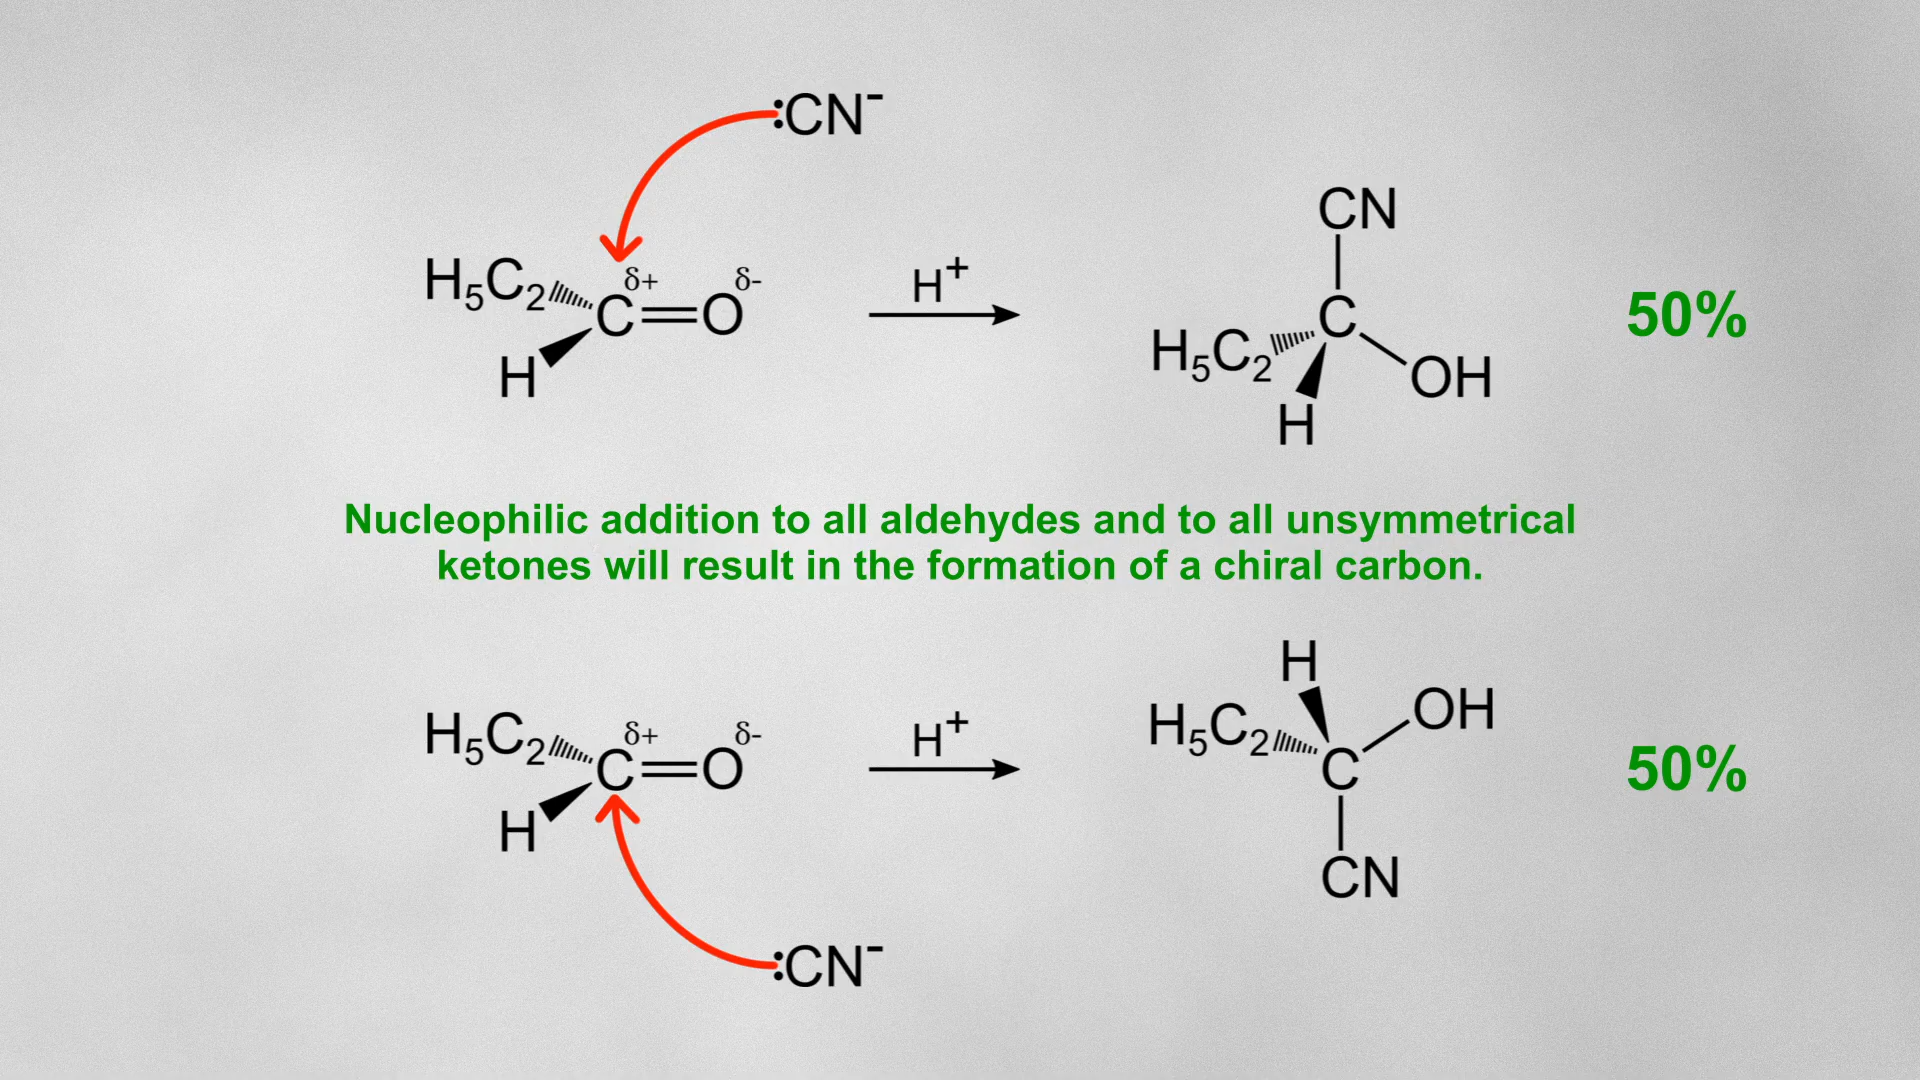 :CN⁻
H₅C₂ C δ+ =O δ-
H
H⁺
CN
H₅C₂ C OH
H
50%
Nucleophilic addition to all aldehydes and to all unsymmetrical
ketones will result in the formation of a chiral carbon.
H₅C₂ C δ+ =O δ-
H
H⁺
H
H₅C₂ C OH
CN
50%
:CN⁻